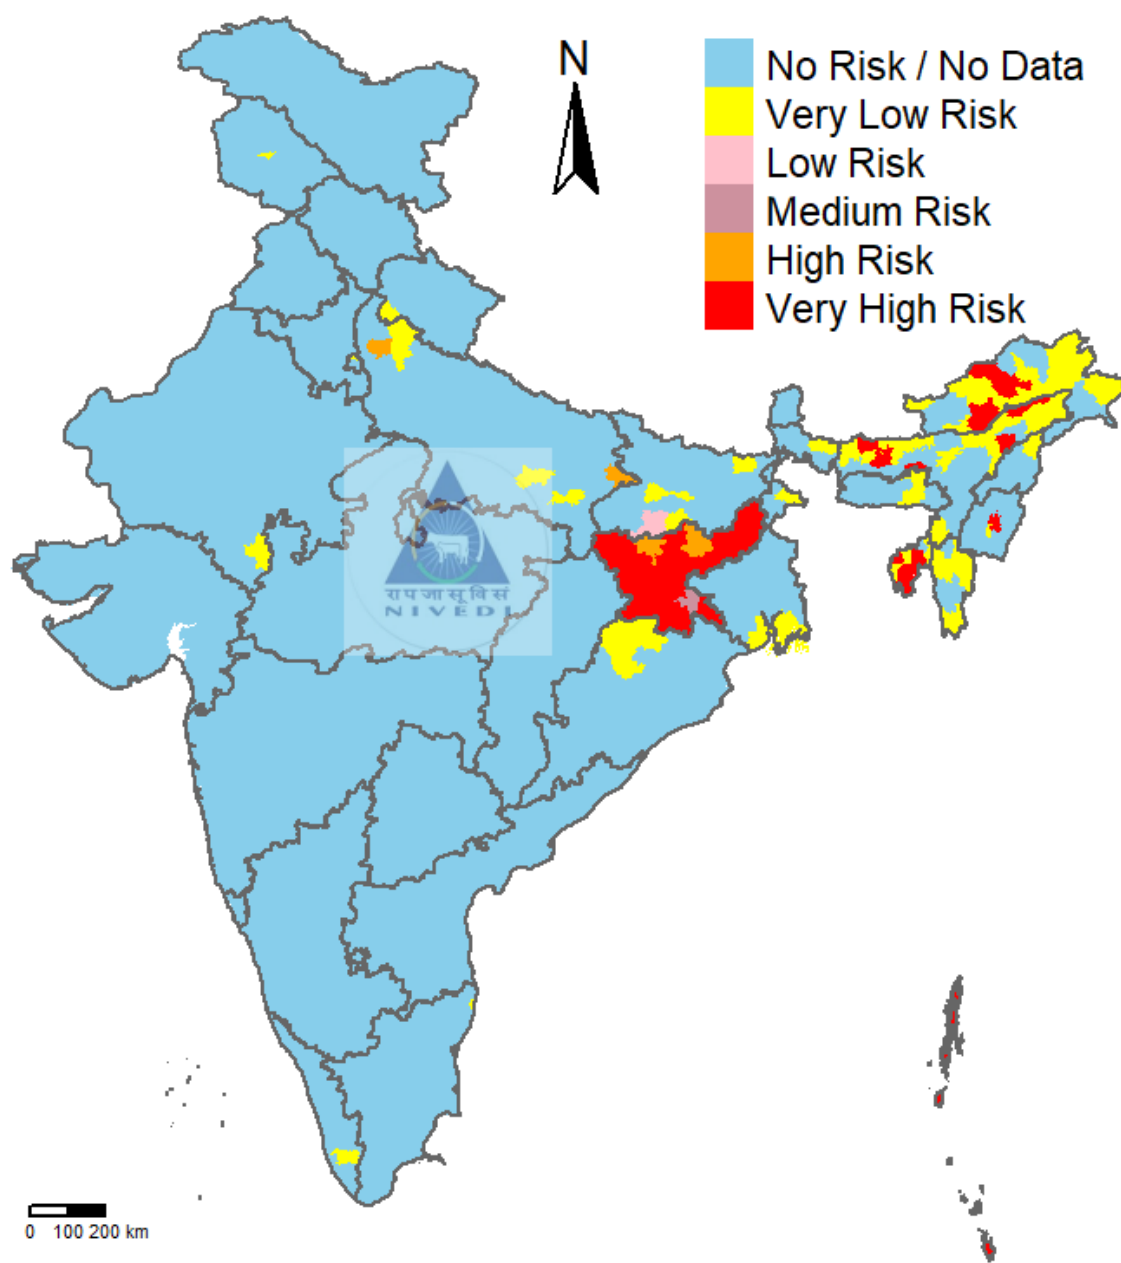 N
No Risk / No Data
Very Low Risk
Low Risk
Medium Risk
High Risk
Very High Risk
रापजासूविसं
NIVEDI
0 100 200 km